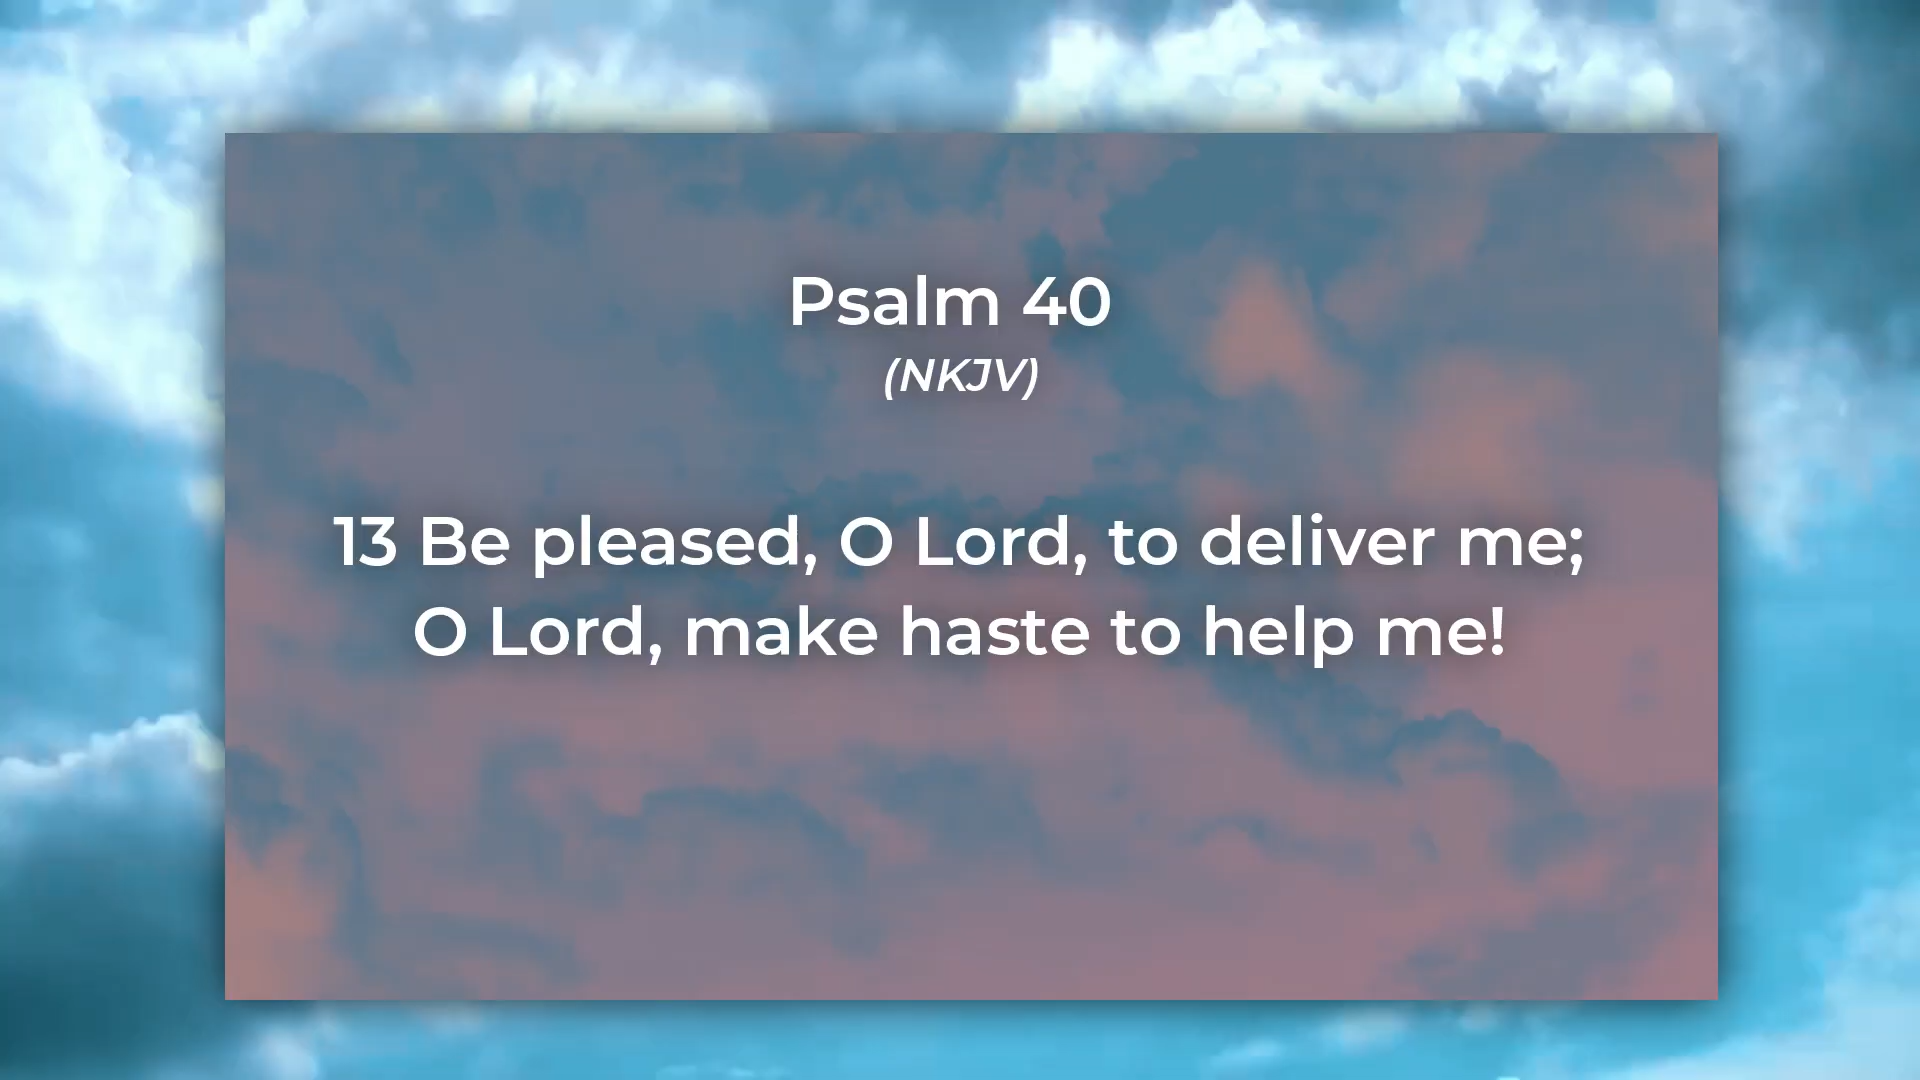 Psalm 40
(NKJV)
13 Be pleased, O Lord, to deliver me;
O Lord, make haste to help me!